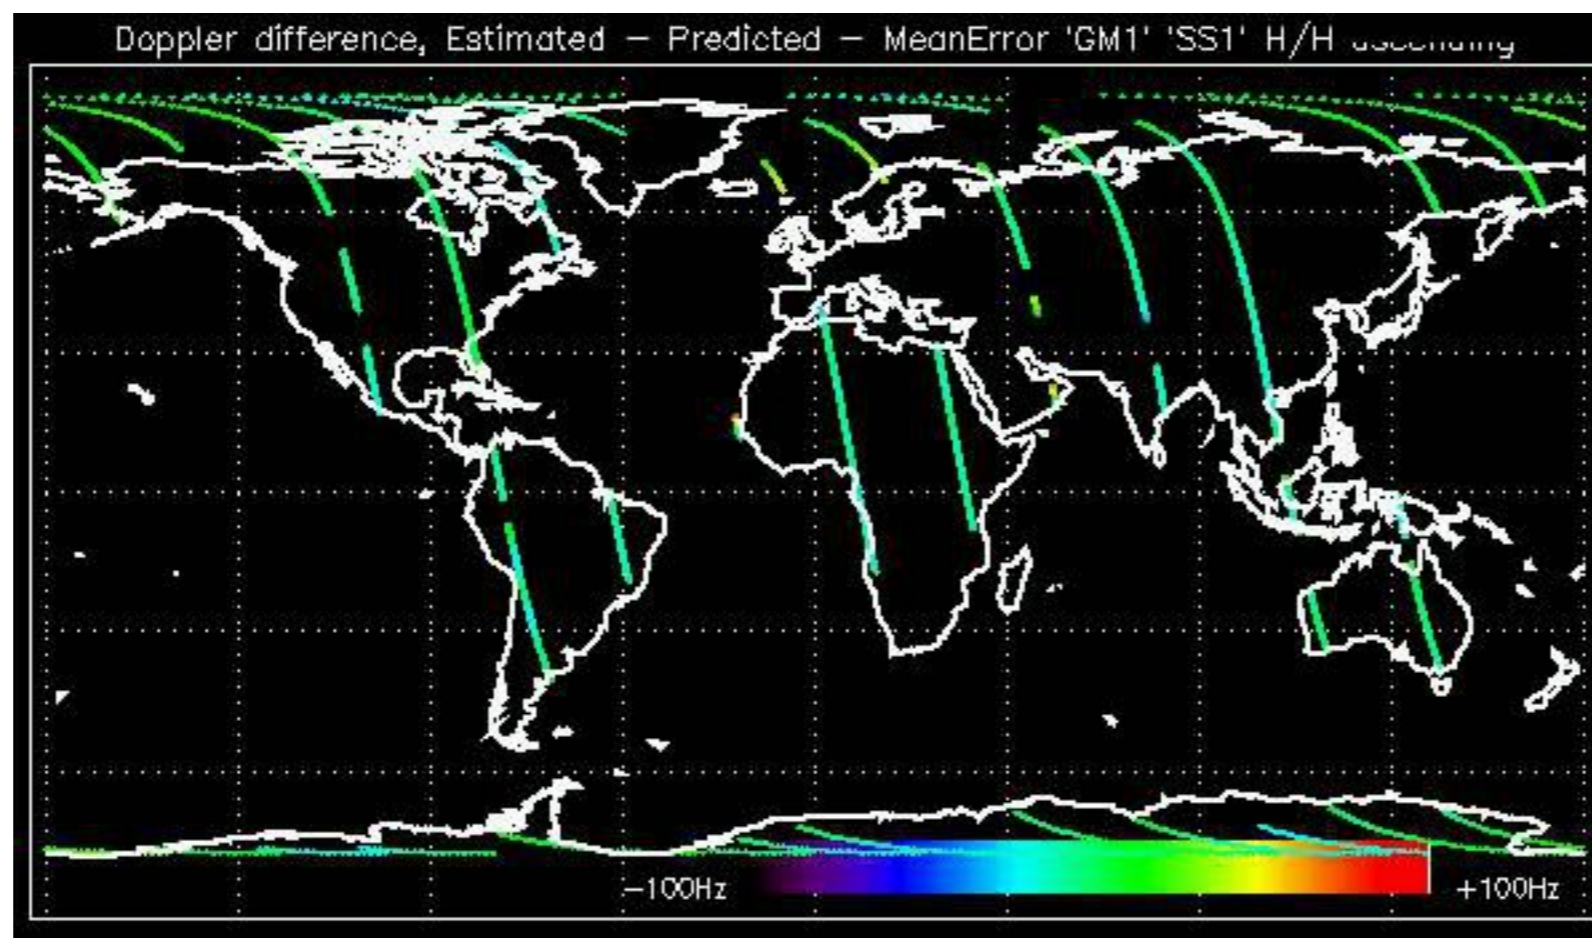 Doppler difference, Estimated – Predicted – MeanError 'GM1' 'SS1' H/H
–100Hz
+100Hz